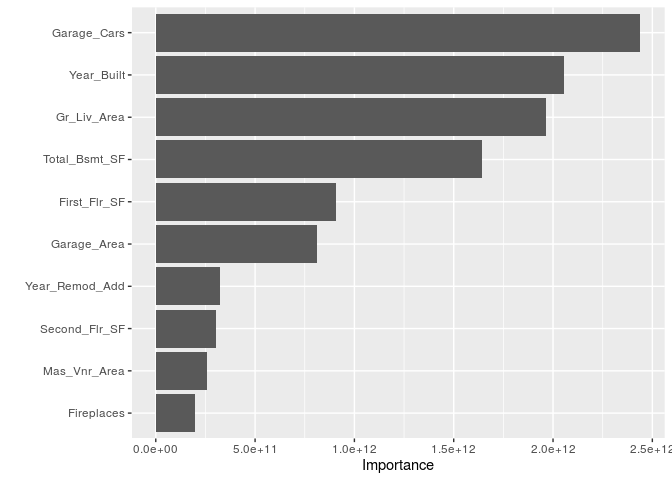 Garage_Cars
Year_Built
Gr_Liv_Area
Total_Bsmt_SF
First_Flr_SF
Garage_Area
Year_Remod_Add
Second_Flr_SF
Mas_Vnr_Area
Fireplaces
0.0e+00 5.0e+11 1.0e+12 1.5e+12 2.0e+12 2.5e+12
Importance